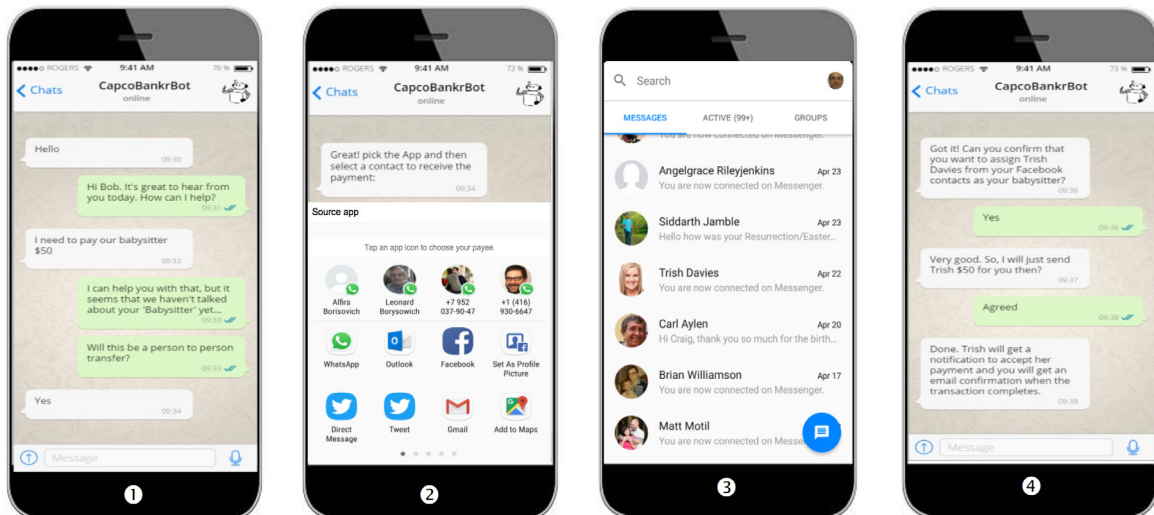 ROGERS 9:41 AM 76 %
Chats CapcoBankrBot
online
Hello
09:30
Hi Bob. It's great to hear from
you today. How can I help?
09:31
I need to pay our babysitter
$50
09:32
I can help you with that, but it
seems that we haven't talked
about your 'Babysitter' yet...
09:33
Will this be a person to person
transfer?
09:33
Yes
09:34
Message
1
ROGERS 9:41 AM 73 %
Chats CapcoBankrBot
online
Great! pick the App and then
select a contact to receive the
payment:
09:34
Source app
Tap an app icon to choose your payee
Alfira Leonard +7 952 +1 (416)
Borisovich Borysowich 037-90-47 930-6647
WhatsApp Outlook Facebook Set As Profile
Picture
Direct Tweet Gmail Add to Maps
Message
2
Search
MESSAGES ACTIVE (99+) GROUPS
You are now connected on Messenger.
Angelgrace Rileyjenkins Apr 23
You are now connected on Messenger.
Siddarth Jamble Apr 23
Hello how was your Resurrection/Easter...
Trish Davies Apr 22
You are now connected on Messenger.
Carl Aylen Apr 20
Hi Craig, thank you so much for the birth...
Brian Williamson Apr 17
You are now connected on Messenger.
Matt Motil
You are now connected on Messe
3
ROGERS 9:41 AM 73 %
Chats CapcoBankrBot
online
Got it! Can you confirm that
you want to assign Trish
Davies from your Facebook
contacts as your babysitter?
09:36
Yes
09:36
Very good. So, I will just send
Trish $50 for you then?
09:37
Agreed
09:38
Done. Trish will get a
notification to accept her
payment and you will get an
email confirmation when the
transaction completes.
09:38
Message
4